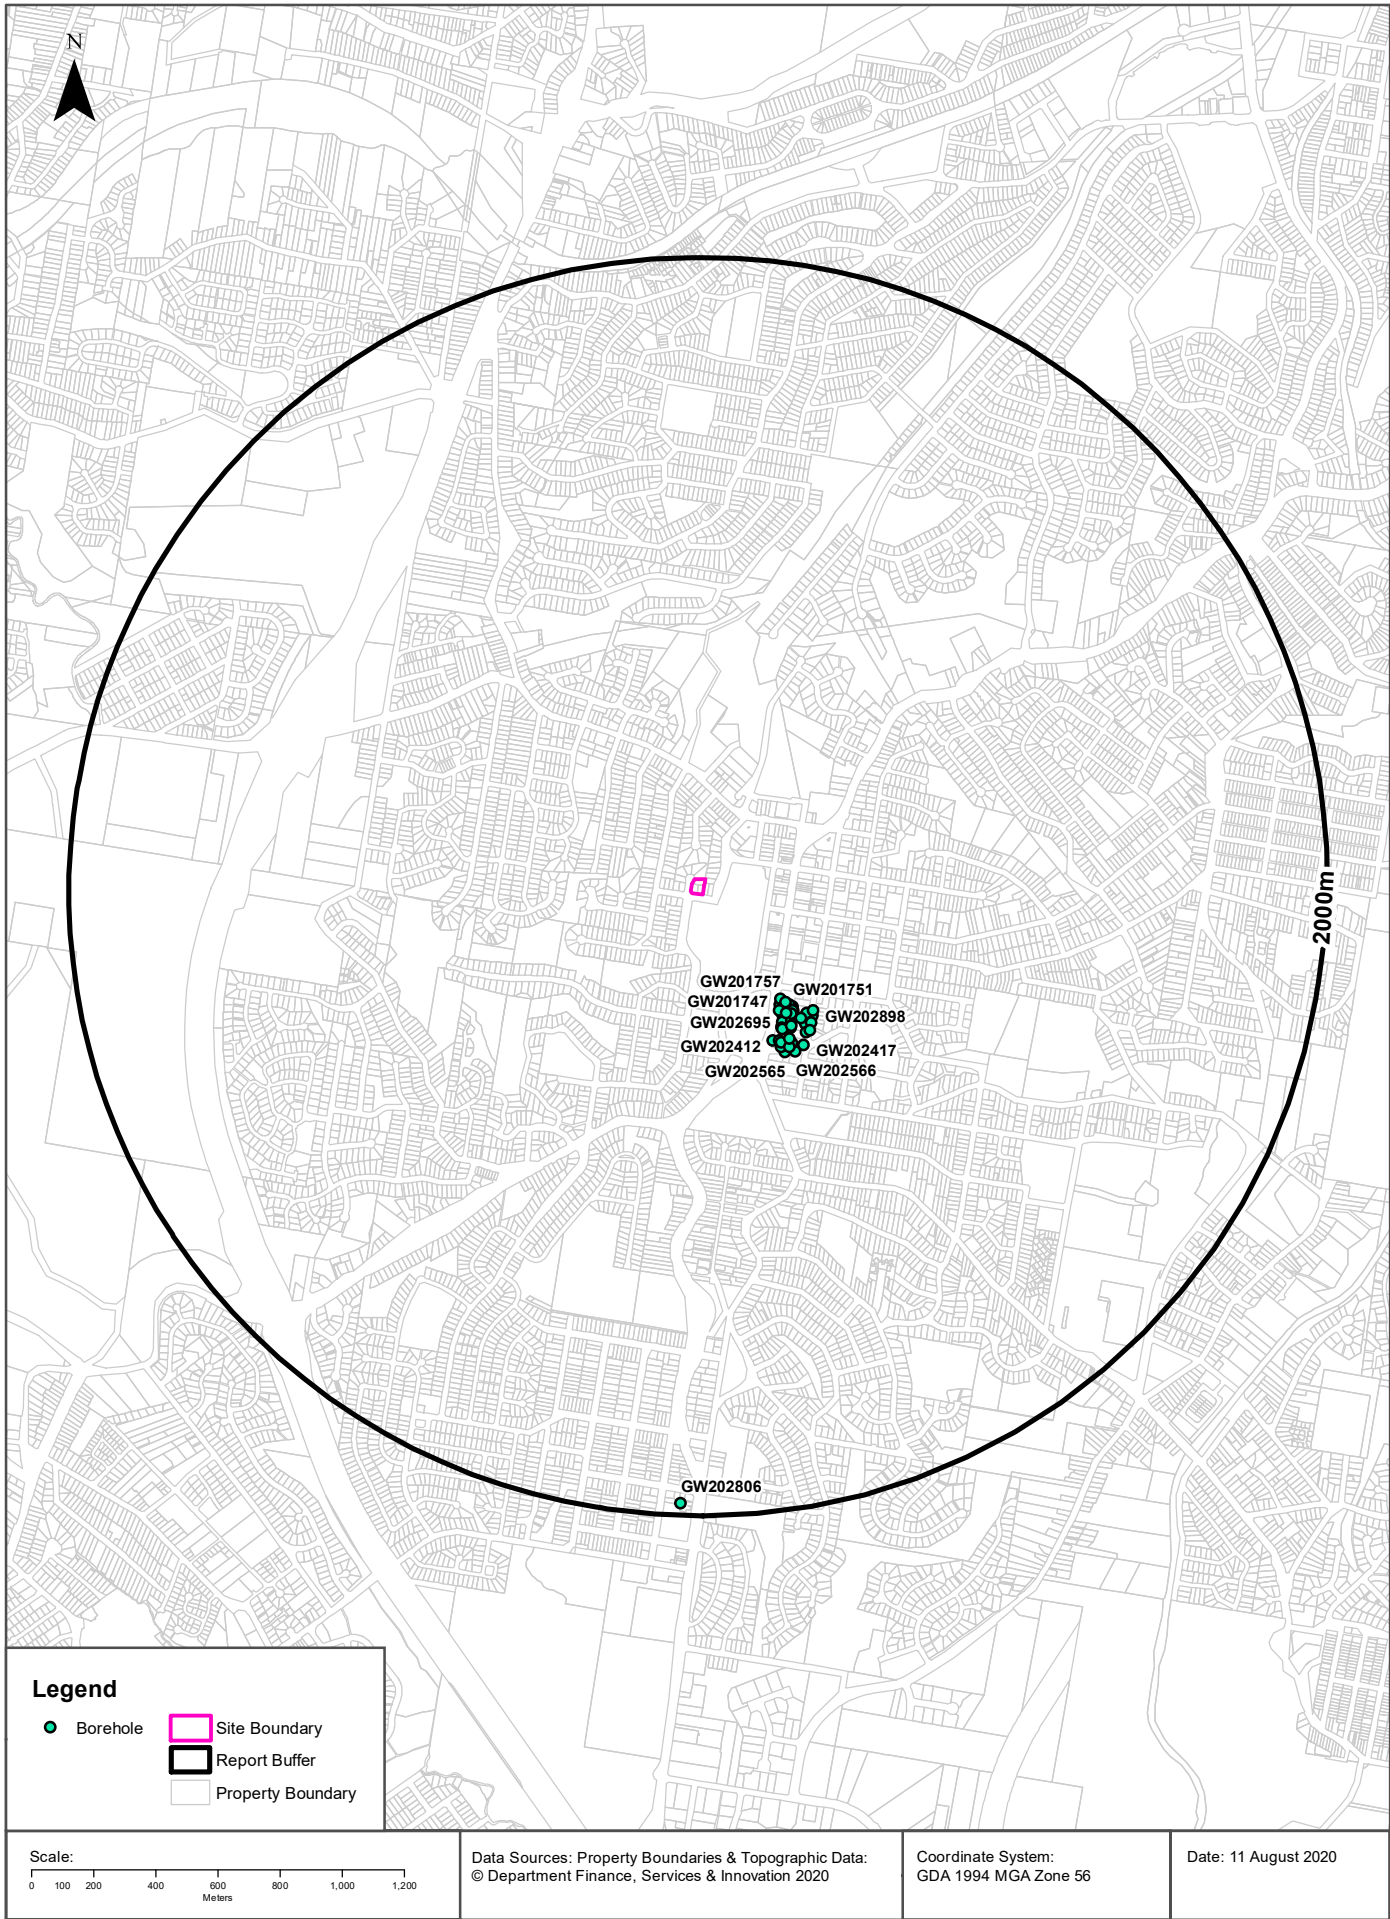 N
2000m
GW201757
GW201751
GW201747
GW202898
GW202695
GW202412
GW202417
GW202565
GW202566
GW202806
Legend
Borehole
Site Boundary
Report Buffer
Property Boundary
Scale:
0 100 200 400 600 800 1,000 1,200
Meters
Data Sources: Property Boundaries & Topographic Data:
© Department Finance, Services & Innovation 2020
Coordinate System:
GDA 1994 MGA Zone 56
Date: 11 August 2020